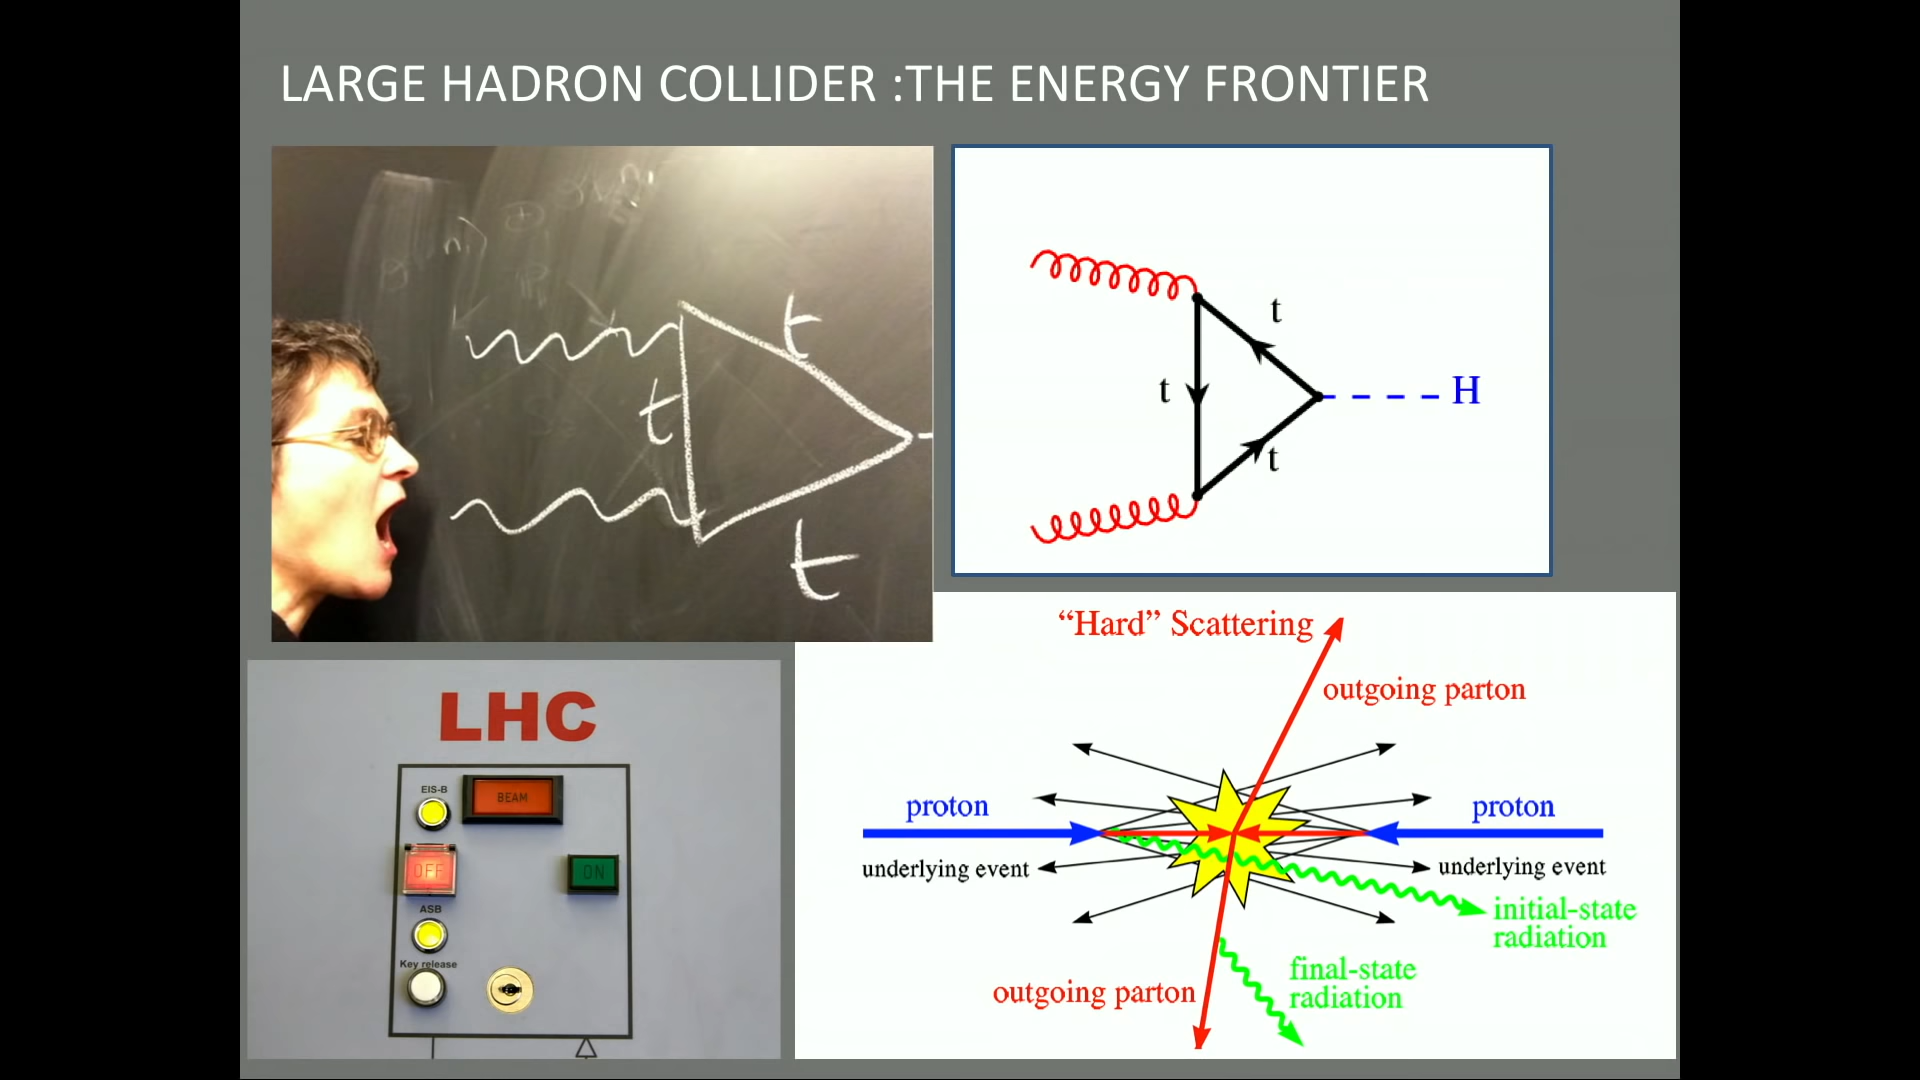 LARGE HADRON COLLIDER :THE ENERGY FRONTIER
t
t
t
t
t
H
t
LHC
EIS-B
BEAM
OFF
ON
ASB
Key release
“Hard” Scattering
outgoing parton
proton
proton
underlying event
underlying event
initial-state
radiation
final-state
radiation
outgoing parton